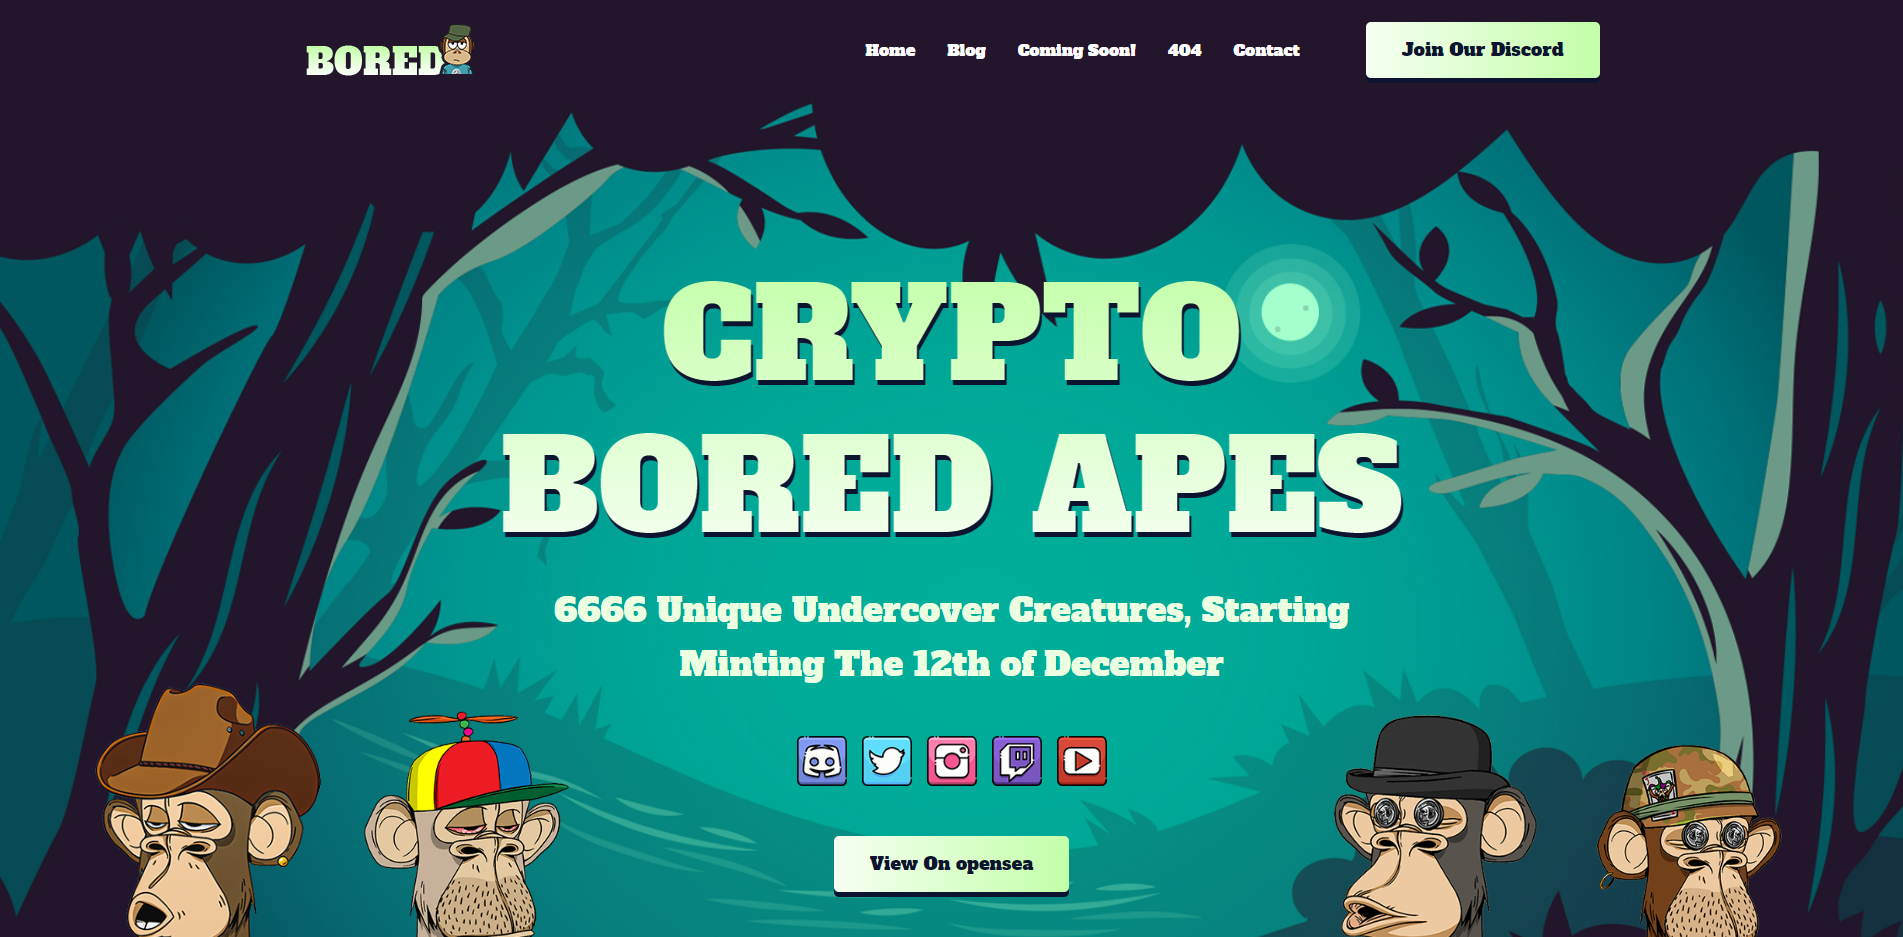 BORED
Home Blog Coming Soon! 404 Contact
Join Our Discord
CRYPTO
BORED APES
6666 Unique Undercover Creatures, Starting
Minting The 12th of December
View On opensea